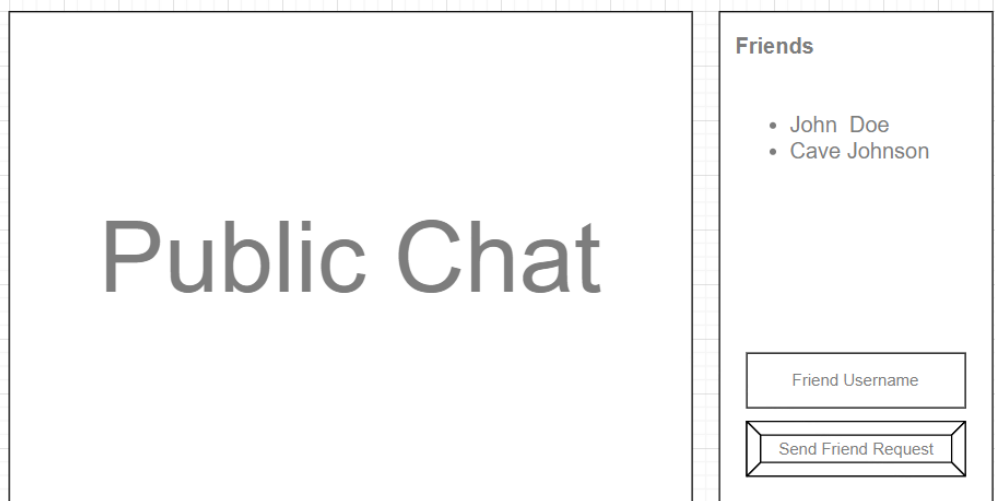 Public Chat
Friends
John  Doe
Cave Johnson
Friend Username
Send Friend Request